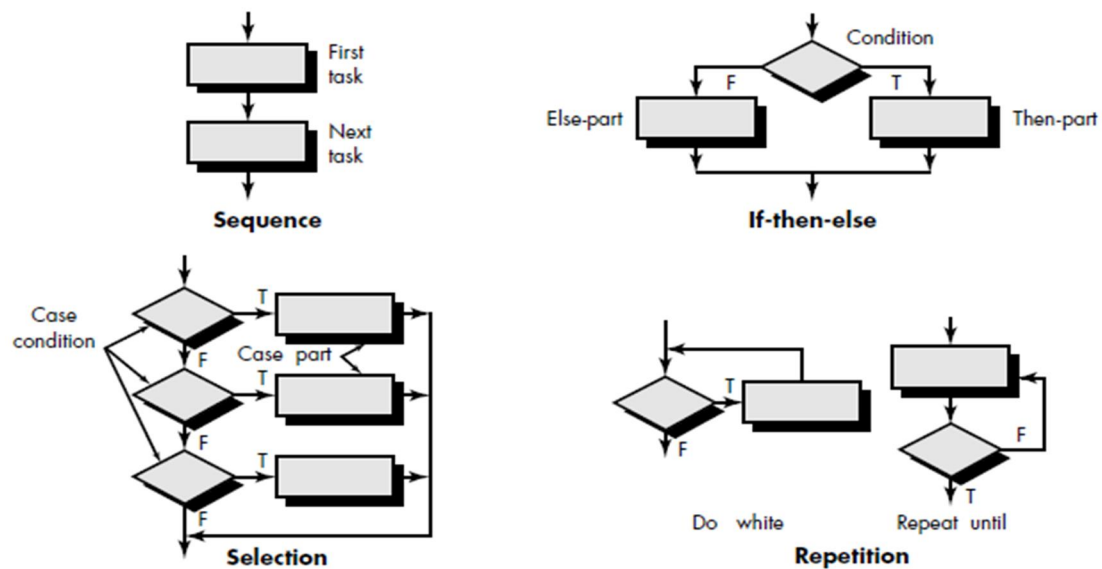 First
task
Next
task
Sequence
Condition
F
T
Else-part
Then-part
If-then-else
Case
condition
T
F
Case part
T
F
T
F
Selection
T
F
F
T
Do white
Repeat until
Repetition